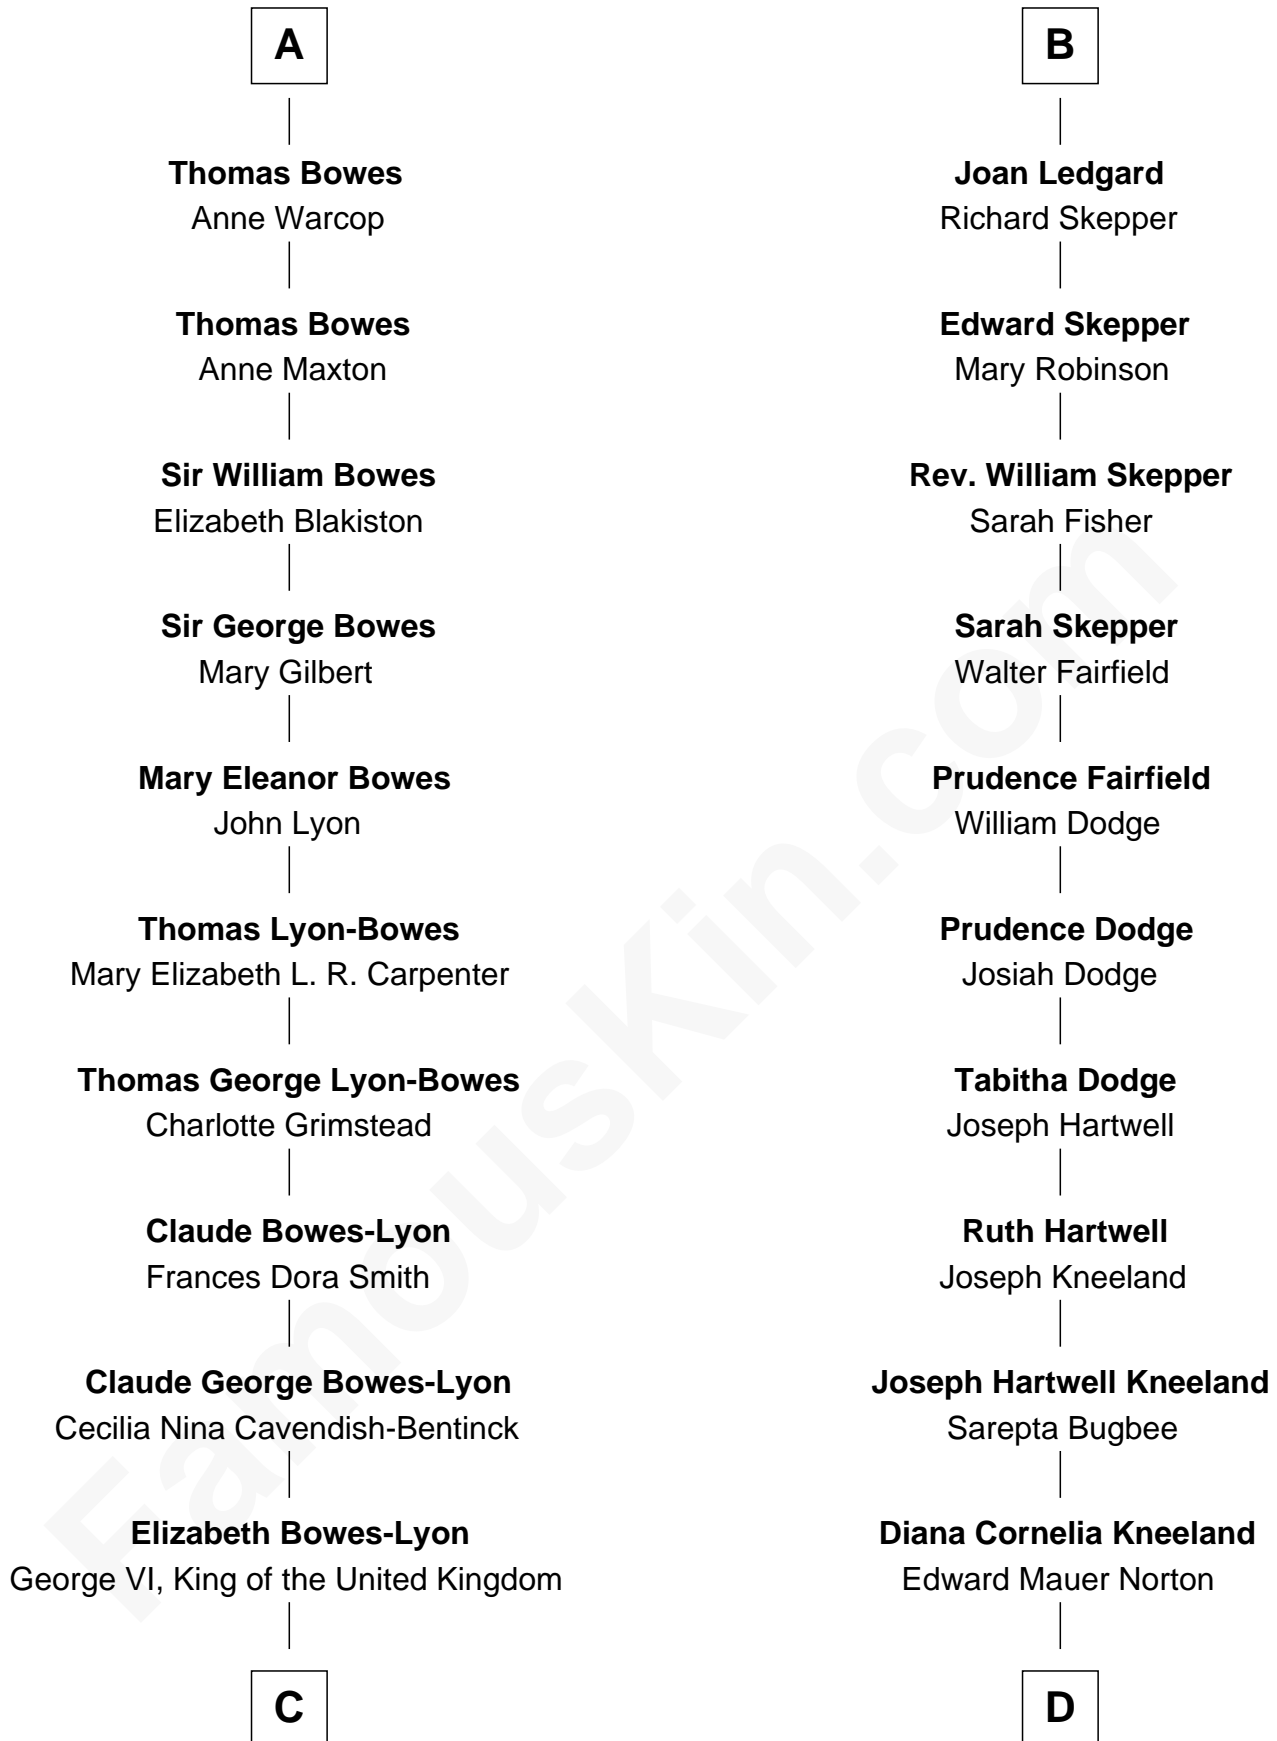 A
Thomas Bowes
Anne Warcop
Thomas Bowes
Anne Maxton
Sir William Bowes
Elizabeth Blakiston
Sir George Bowes
Mary Gilbert
Mary Eleanor Bowes
John Lyon
Thomas Lyon-Bowes
Mary Elizabeth L. R. Carpenter
Thomas George Lyon-Bowes
Charlotte Grimstead
Claude Bowes-Lyon
Frances Dora Smith
Claude George Bowes-Lyon
Cecilia Nina Cavendish-Bentinck
Elizabeth Bowes-Lyon
George VI, King of the United Kingdom
C
B
Joan Ledgard
Richard Skepper
Edward Skepper
Mary Robinson
Rev. William Skepper
Sarah Fisher
Sarah Skepper
Walter Fairfield
Prudence Fairfield
William Dodge
Prudence Dodge
Josiah Dodge
Tabitha Dodge
Joseph Hartwell
Ruth Hartwell
Joseph Kneeland
Joseph Hartwell Kneeland
Sarepta Bugbee
Diana Cornelia Kneeland
Edward Mauer Norton
D
FamousKin.com